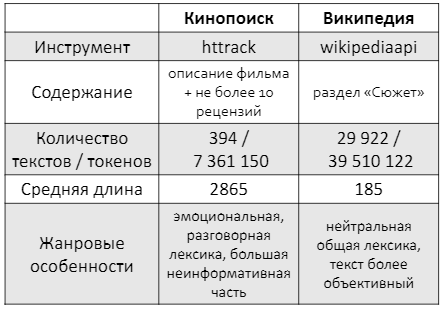 Кинопоиск Википедия
Инструмент httrack wikipediaapi
Содержание
описание фильма
+ не более 10
рецензий
раздел «Сюжет»
Количество
текстов / токенов
394 /
7 361 150
29 922 /
39 510 122
Средняя длина 2865 185
Жанровые
особенности
эмоциональная,
разговорная
лексика, большая
неинформативная
часть
нейтральная
общая лексика,
текст более
объективный